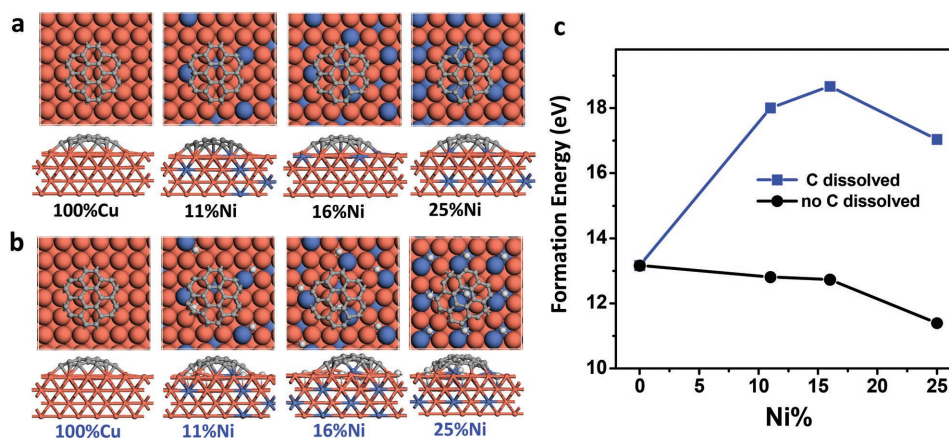 a
100%Cu 11%Ni 16%Ni 25%Ni
b
100%Cu 11%Ni 16%Ni 25%Ni
c
Formation Energy (eV)
18
16
14
12
10
C dissolved
no C dissolved
0 5 10 15 20 25
Ni%